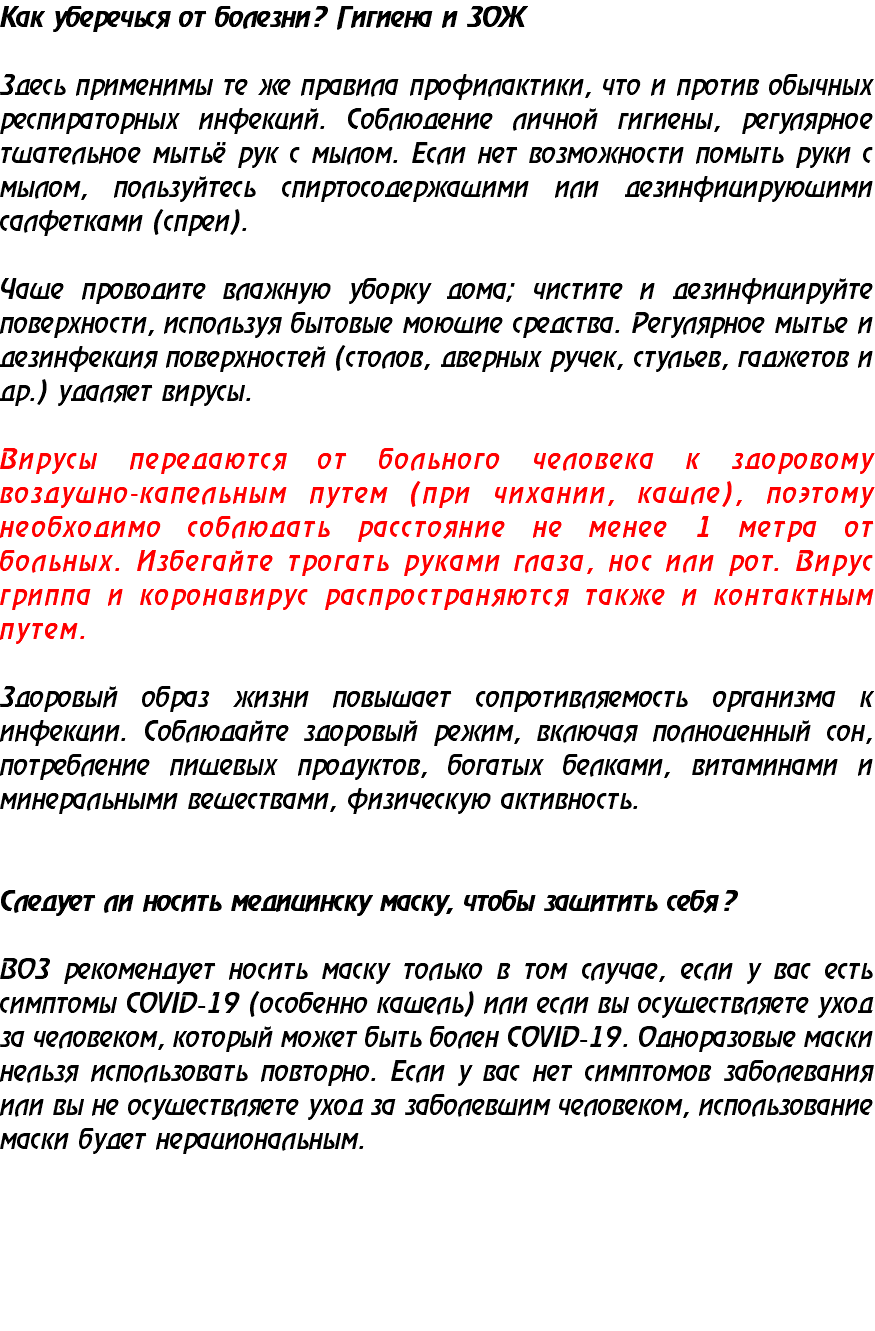 Как уберечься от болезни? Гигиена и ЗОЖ
Здесь применимы те же правила профилактики, что и против обычных
респираторных инфекций. Соблюдение личной гигиены, регулярное
тщательное мытьё рук с мылом. Если нет возможности помыть руки с
мылом, пользуйтесь спиртосодержащими или дезинфицирующими
салфетками (спреи).
Чаще проводите влажную уборку дома; чистите и дезинфицируйте
поверхности, используя бытовые моющие средства. Регулярное мытье и
дезинфекция поверхностей (столов, дверных ручек, стульев, гаджетов и
др.) удаляет вирусы.
Вирусы передаются от больного человека к здоровому
воздушно-капельным путем (при чихании, кашле), поэтому
необходимо соблюдать расстояние не менее 1 метра от
больных. Избегайте трогать руками глаза, нос или рот. Вирус
гриппа и коронавирус распространяются также и контактным
путем.
Здоровый образ жизни повышает сопротивляемость организма к
инфекции. Соблюдайте здоровый режим, включая полноценный сон,
потребление пищевых продуктов, богатых белками, витаминами и
минеральными веществами, физическую активность.
Следует ли носить медицинску маску, чтобы защитить себя?
ВОЗ рекомендует носить маску только в том случае, если у вас есть
симптомы COVID-19 (особенно кашель) или если вы осуществляете уход
за человеком, который может быть болен COVID-19. Одноразовые маски
нельзя использовать повторно. Если у вас нет симптомов заболевания
или вы не осуществляете уход за заболевшим человеком, использование
маски будет нерациональным.